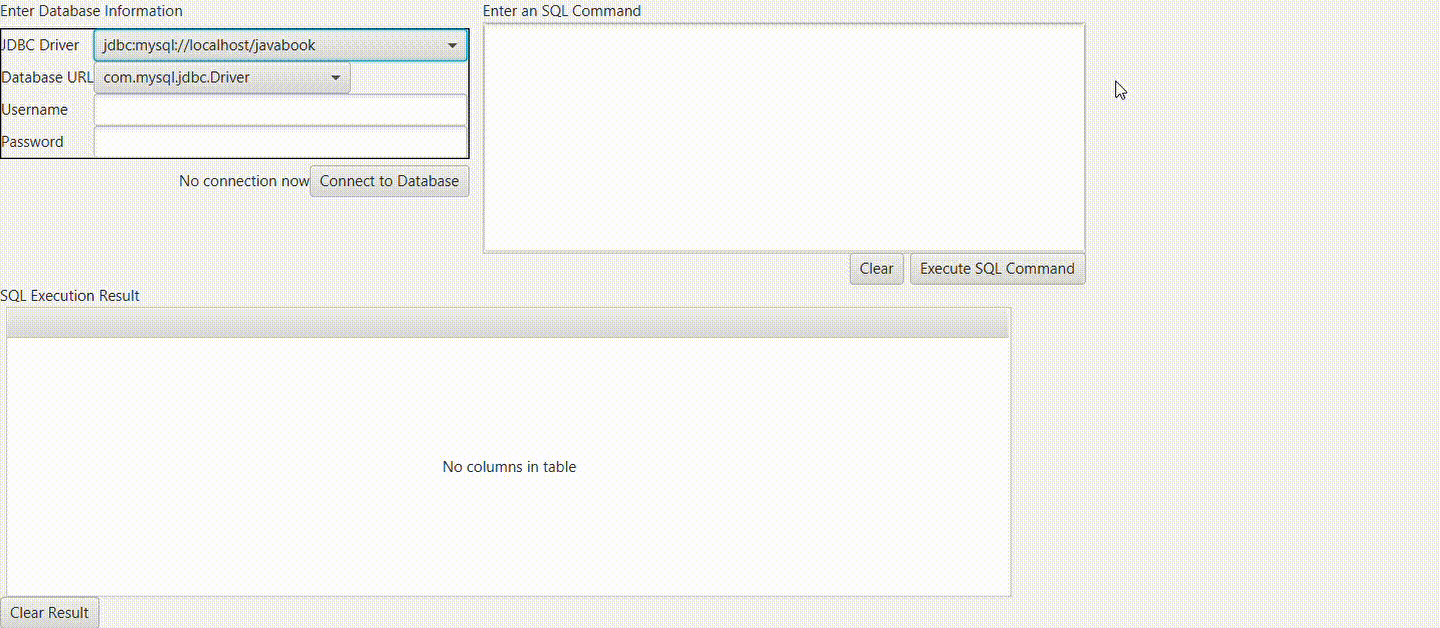 Enter Database Information
JDBC Driver jdbc:mysql://localhost/javabook
Database URL com.mysql.jdbc.Driver
Username
Password
No connection now Connect to Database
Enter an SQL Command
Clear Execute SQL Command
SQL Execution Result
No columns in table
Clear Result